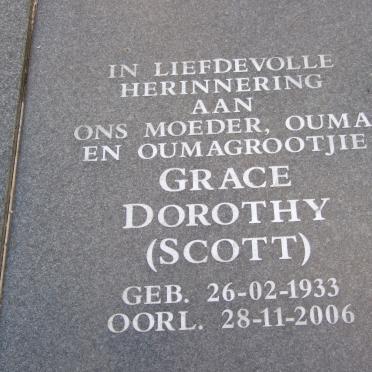 IN LIEFDEVOLLE
HERINNERING
AAN
ONS MOEDER, OUMA
EN OUMAGROOTJIE
GRACE
DOROTHY
(SCOTT)
GEB. 26-02-1933
OORL. 28-11-2006